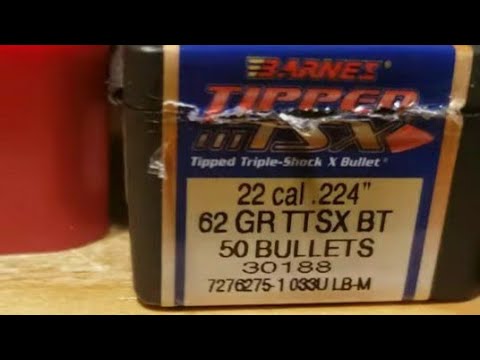 BARNES
TIPPED
TSX
Tipped Triple-Shock X Bullet®
22 cal .224"
62 GR TTSX BT
50 BULLETS
30188
7276275-1 033U LB-M